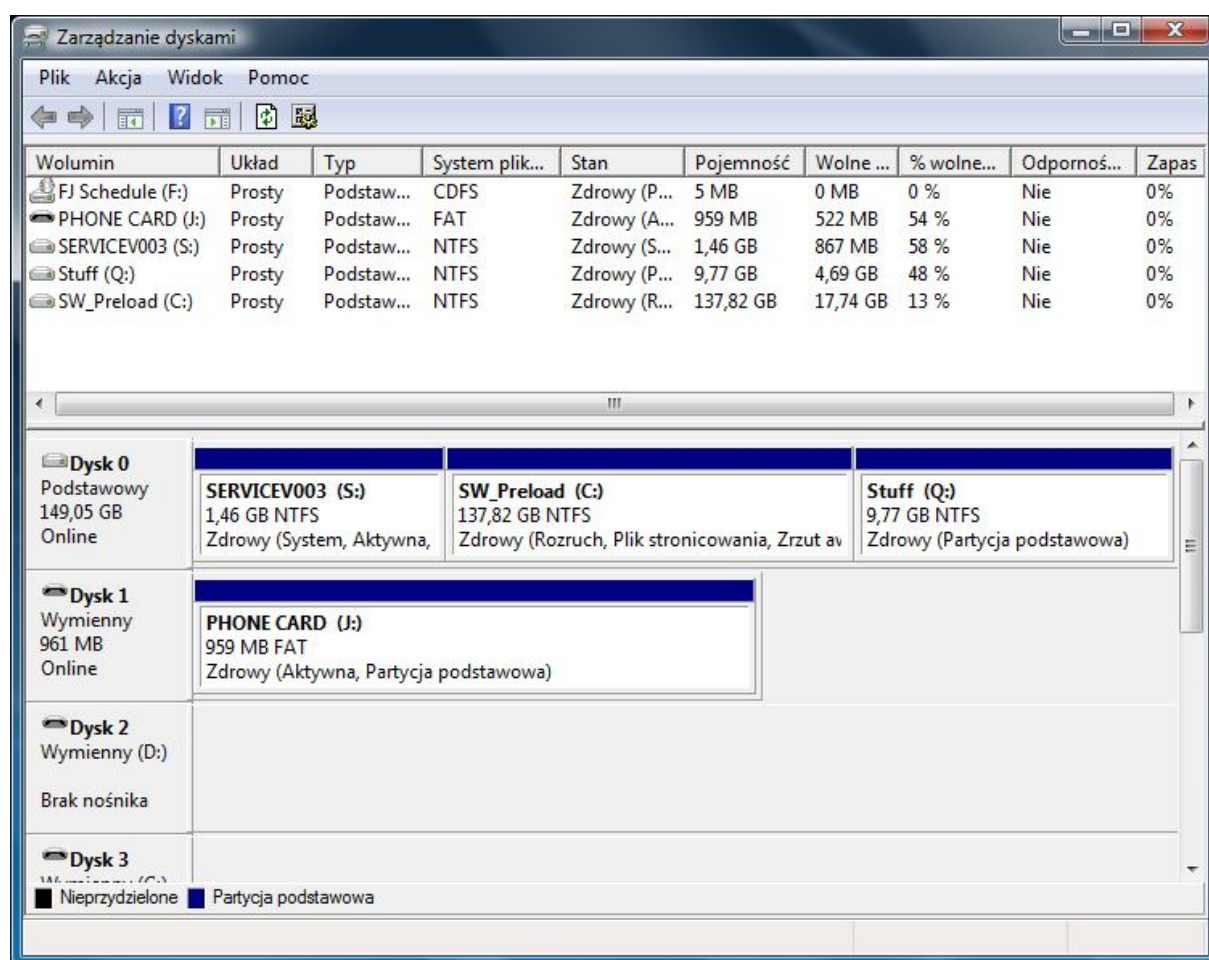 Zarządzanie dyskami
Plik Akcja Widok Pomoc
Wolumin Układ Typ System plik... Stan Pojemność Wolne ... % wolne... Odpornoś... Zapas
FJ Schedule (F:) Prosty Podstaw... CDFS Zdrowy (P... 5 MB 0 MB 0 % Nie 0%
PHONE CARD (J:) Prosty Podstaw... FAT Zdrowy (A... 959 MB 522 MB 54 % Nie 0%
SERVICEV003 (S:) Prosty Podstaw... NTFS Zdrowy (S... 1,46 GB 867 MB 58 % Nie 0%
Stuff (Q:) Prosty Podstaw... NTFS Zdrowy (P... 9,77 GB 4,69 GB 48 % Nie 0%
SW_Preload (C:) Prosty Podstaw... NTFS Zdrowy (R... 137,82 GB 17,74 GB 13 % Nie 0%
Dysk 0
Podstawowy
149,05 GB
Online
SERVICEV003 (S:)
1,46 GB NTFS
Zdrowy (System, Aktywna,
SW_Preload (C:)
137,82 GB NTFS
Zdrowy (Rozruch, Plik stronicowania, Zrzut aw
Stuff (Q:)
9,77 GB NTFS
Zdrowy (Partycja podstawowa)
Dysk 1
Wymienny
961 MB
Online
PHONE CARD (J:)
959 MB FAT
Zdrowy (Aktywna, Partycja podstawowa)
Dysk 2
Wymienny (D:)
Brak nośnika
Dysk 3
Nieprzydzielone Partycja podstawowa